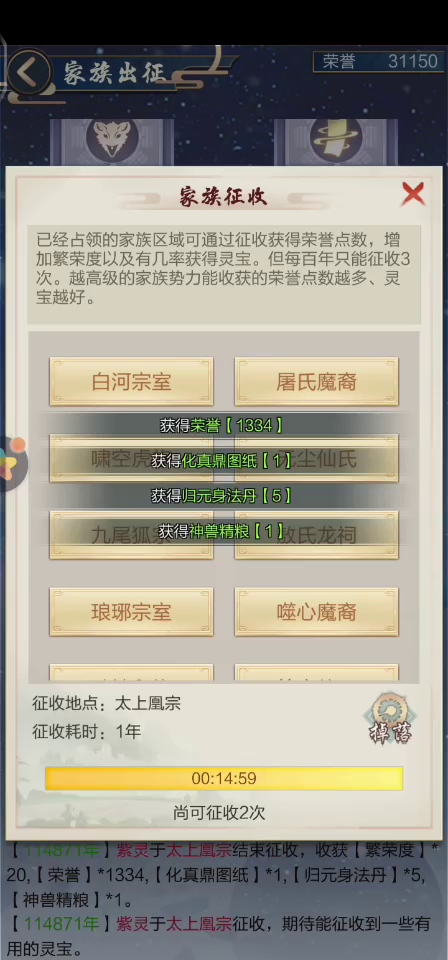 家族出征
荣誉 31150
家族征收
已经占领的家族区域可通过征收获得荣誉点数，增
加繁荣度以及有几率获得灵宝。但每百年只能征收3
次。越高级的家族势力能收获的荣誉点数越多、灵
宝越好。
白河宗室 屠氏魔裔
获得荣誉【1334】
啸空虎 尘仙氏
获得化真鼎图纸【1】
获得归元身法丹【5】
获得神兽精粮【1】
九尾狐 氏龙祠
琅琊宗室 噬心魔裔
征收地点：太上凰宗
征收耗时：1年
掉落
00:14:59
尚可征收2次
【114871年】紫灵于太上凰宗结束征收，收获【繁荣度】*
20,【荣誉】*1334,【化真鼎图纸】*1,【归元身法丹】*5,
【神兽精粮】*1。
【114871年】紫灵于太上凰宗征收，期待能征收到一些有
用的灵宝。